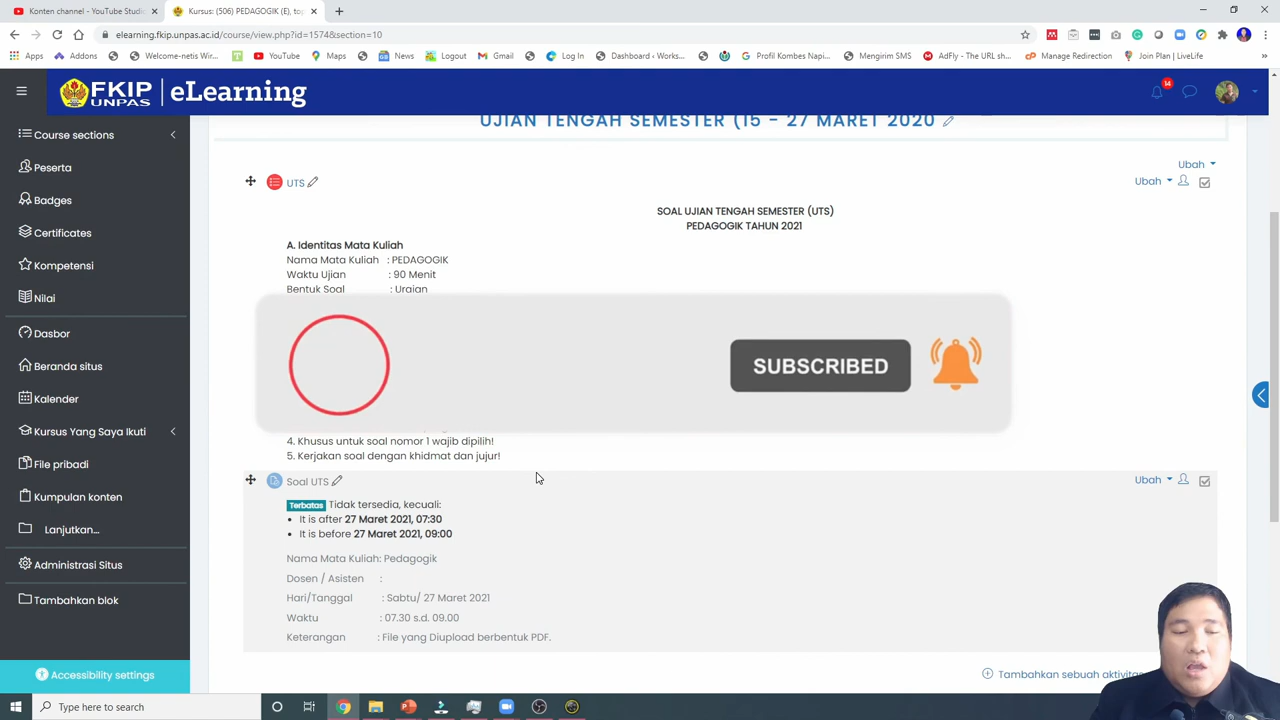 Konten channel - YouTube Studi
Kursus: (506) PEDAGOGIK (E), top
elearning.fkip.unpas.ac.id/course/view.php?id=1574&section=10
Apps
Addons
Welcome-netis Wir...
YouTube
Maps
News
Logout
Gmail
Log In
Dashboard ‹ Works...
Profil Kombes Napi...
Mengirim SMS
AdFly - The URL sh...
Manage Redirection
Join Plan | LiveLife
FKIP UNPAS | eLearning
14
Course sections
Peserta
Badges
Certificates
Kompetensi
Nilai
Dasbor
Beranda situs
Kalender
Kursus Yang Saya Ikuti
File pribadi
Kumpulan konten
Lanjutkan...
Administrasi Situs
Tambahkan blok
Accessibility settings
UJIAN TENGAH SEMESTER (15 - 27 MARET 2020
Ubah
UTS
Ubah
SOAL UJIAN TENGAH SEMESTER (UTS)
PEDAGOGIK TAHUN 2021
A. Identitas Mata Kuliah
Nama Mata Kuliah : PEDAGOGIK
Waktu Ujian : 90 Menit
Bentuk Soal : Uraian
SUBSCRIBED
4. Khusus untuk soal nomor 1 wajib dipilih!
5. Kerjakan soal dengan khidmat dan jujur!
Soal UTS
Ubah
Terbatas Tidak tersedia, kecuali:
• It is after 27 Maret 2021, 07:30
• It is before 27 Maret 2021, 09:00
Nama Mata Kuliah: Pedagogik
Dosen / Asisten :
Hari/Tanggal : Sabtu/ 27 Maret 2021
Waktu : 07.30 s.d. 09.00
Keterangan : File yang Diupload berbentuk PDF.
Tambahkan sebuah aktivita
Type here to search